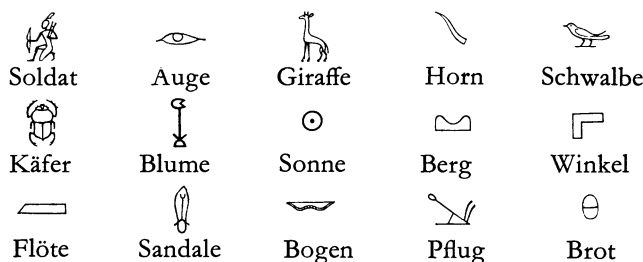 Soldat Auge Giraffe Horn Schwalbe
Käfer Blume Sonne Berg Winkel
Flöte Sandale Bogen Pflug Brot